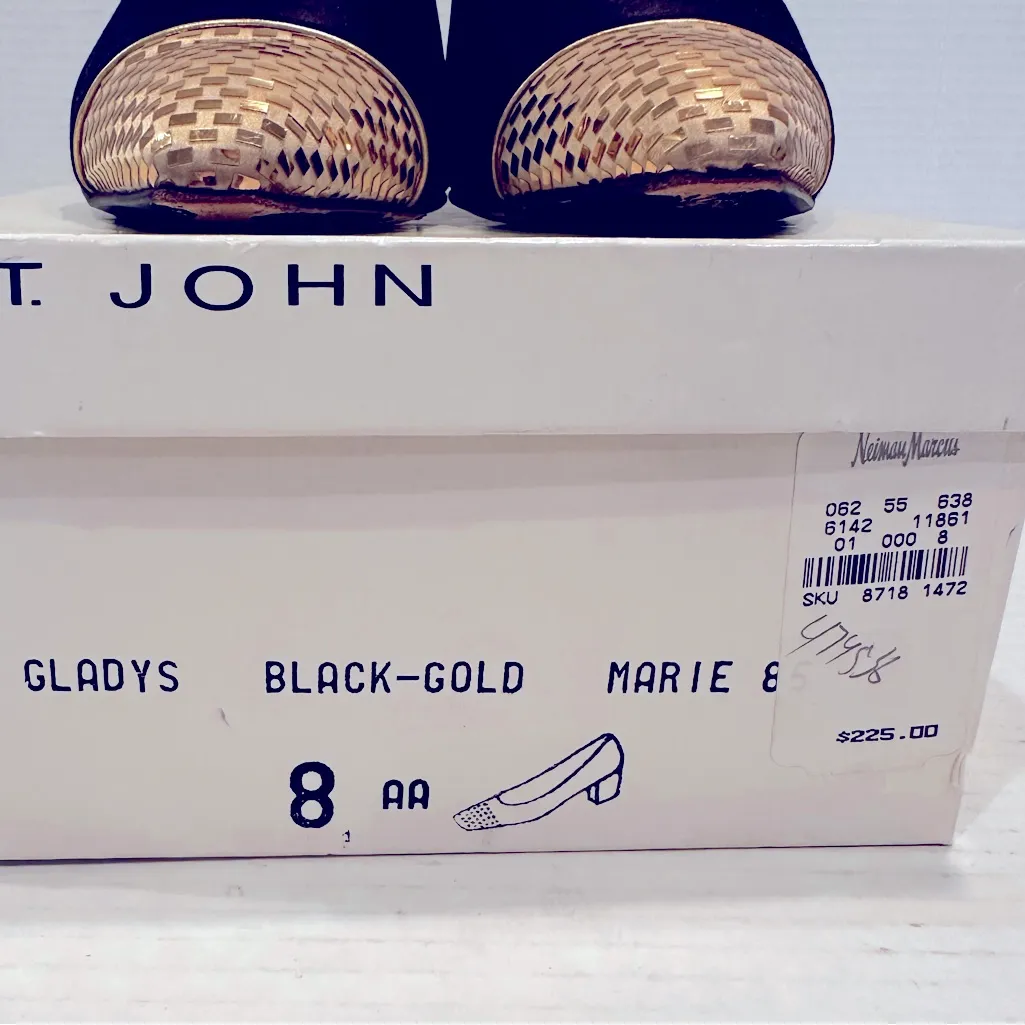 T. JOHN
Neiman Marcus
062 55 638
6142 11861
01 000 8
SKU 8718 1472
$225.00
GLADYS BLACK-GOLD MARIE
8 AA